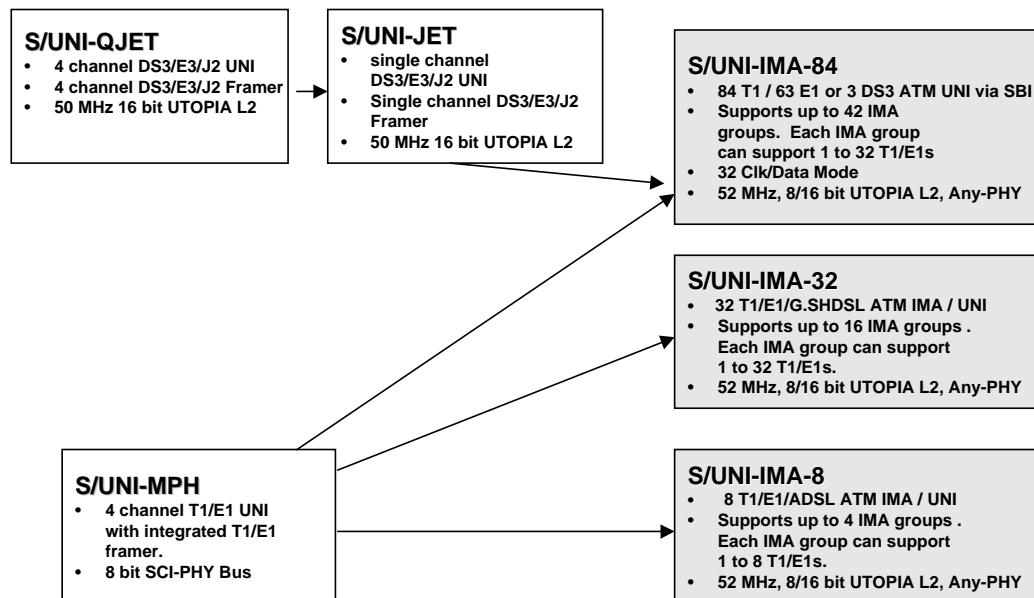 S/UNI-QJET
• 4 channel DS3/E3/J2 UNI
• 4 channel DS3/E3/J2 Framer
• 50 MHz 16 bit UTOPIA L2
S/UNI-JET
• single channel
DS3/E3/J2 UNI
• Single channel DS3/E3/J2
Framer
• 50 MHz 16 bit UTOPIA L2
S/UNI-IMA-84
• 84 T1 / 63 E1 or 3 DS3 ATM UNI via SBI
• Supports up to 42 IMA
groups. Each IMA group
can support 1 to 32 T1/E1s
• 32 Clk/Data Mode
• 52 MHz, 8/16 bit UTOPIA L2, Any-PHY
S/UNI-IMA-32
• 32 T1/E1/G.SHDSL ATM IMA / UNI
• Supports up to 16 IMA groups .
Each IMA group can support
1 to 32 T1/E1s.
• 52 MHz, 8/16 bit UTOPIA L2, Any-PHY
S/UNI-MPH
• 4 channel T1/E1 UNI
with integrated T1/E1
framer.
• 8 bit SCI-PHY Bus
S/UNI-IMA-8
• 8 T1/E1/ADSL ATM IMA / UNI
• Supports up to 4 IMA groups .
Each IMA group can support
1 to 8 T1/E1s.
• 52 MHz, 8/16 bit UTOPIA L2, Any-PHY